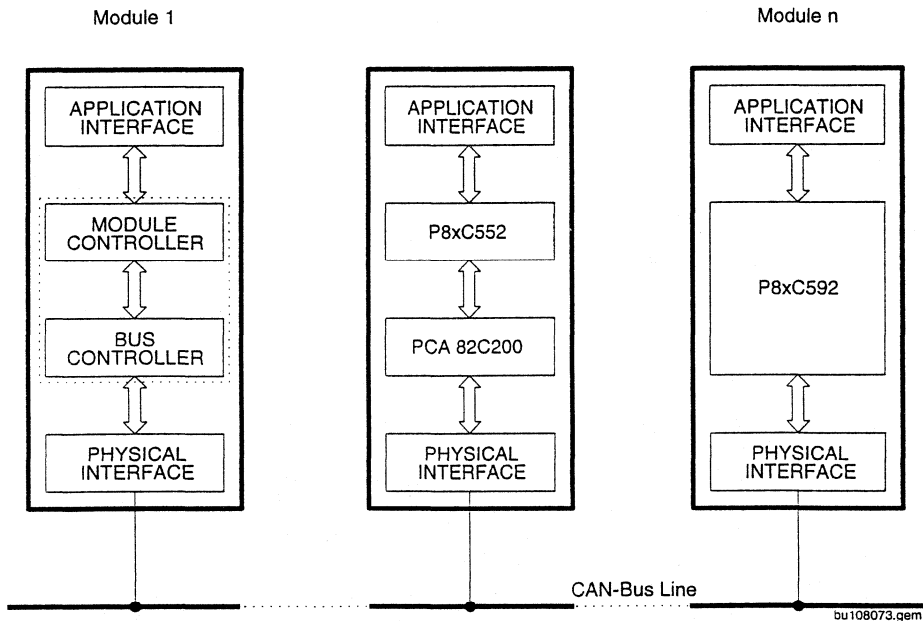 Module 1
Module n
APPLICATION
INTERFACE
MODULE
CONTROLLER
BUS
CONTROLLER
PHYSICAL
INTERFACE
APPLICATION
INTERFACE
P8xC552
PCA 82C200
PHYSICAL
INTERFACE
APPLICATION
INTERFACE
P8xC592
PHYSICAL
INTERFACE
CAN-Bus Line
bu108073.gem